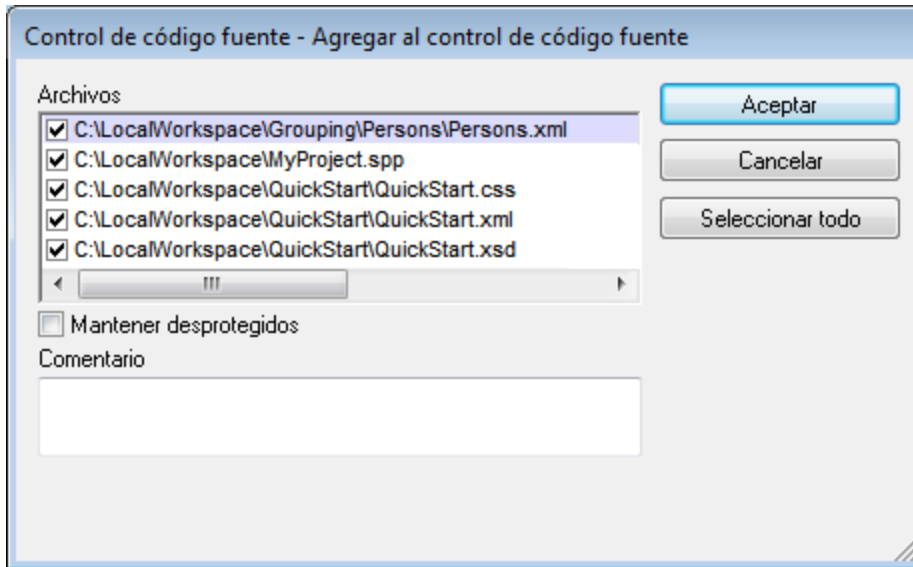 Control de código fuente - Agregar al control de código fuente
Archivos
C:\LocalWorkspace\Grouping\Persons\Persons.xml
C:\LocalWorkspace\MyProject.spp
C:\LocalWorkspace\QuickStart\QuickStart.css
C:\LocalWorkspace\QuickStart\QuickStart.xml
C:\LocalWorkspace\QuickStart\QuickStart.xsd
Mantener desprotegidos
Comentario
Aceptar
Cancelar
Seleccionar todo